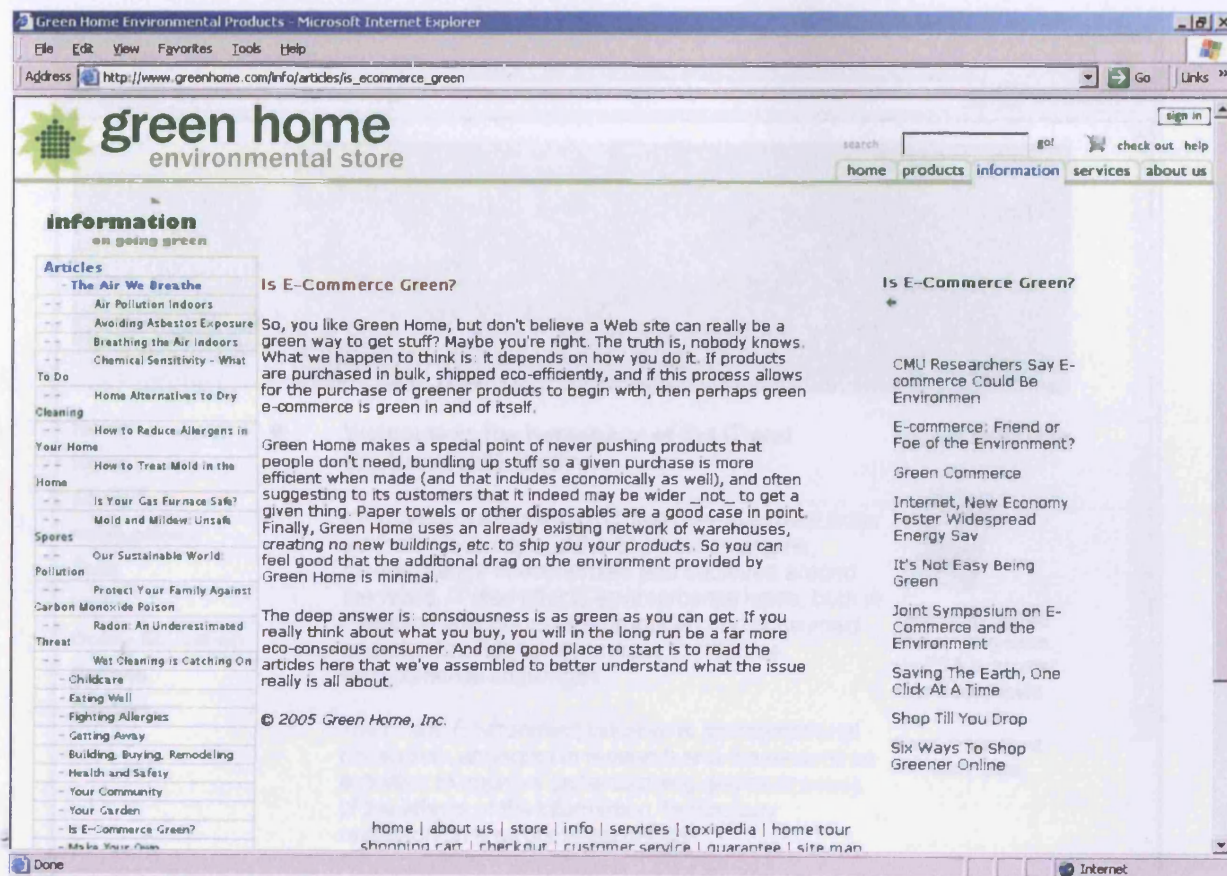 Green Home Environmental Products - Microsoft Internet Explorer
File Edit View Favorites Tools Help
Address http://www.greenhome.com/info/articles/is_ecommerce_green Go Links »
sign in
green home
environmental store
search go! check out help
home products information services about us
information
on going green
Articles
- The Air We Breathe
Air Pollution Indoors
Avoiding Asbestos Exposure
Breathing the Air Indoors
Chemical Sensitivity - What
To Do
Home Alternatives to Dry
Cleaning
How to Reduce Allergens in
Your Home
How to Treat Mold in the
Home
Is Your Gas Furnace Safe?
Mold and Mildew: Unsafe
Spores
Our Sustainable World:
Pollution
Protect Your Family Against
Carbon Monoxide Poison
Radon: An Underestimated
Threat
Wet Cleaning is Catching On
- Childcare
- Eating Well
- Fighting Allergies
- Getting Away
- Building, Buying, Remodeling
- Health and Safety
- Your Community
- Your Garden
- Is E-Commerce Green?
- Make Your Own
Is E-Commerce Green?
So, you like Green Home, but don't believe a Web site can really be a
green way to get stuff? Maybe you're right. The truth is, nobody knows.
What we happen to think is: it depends on how you do it. If products
are purchased in bulk, shipped eco-efficiently, and if this process allows
for the purchase of greener products to begin with, then perhaps green
e-commerce is green in and of itself.
Green Home makes a special point of never pushing products that
people don't need, bundling up stuff so a given purchase is more
efficient when made (and that includes economically as well), and often
suggesting to its customers that it indeed may be wider _not_ to get a
given thing. Paper towels or other disposables are a good case in point.
Finally, Green Home uses an already existing network of warehouses,
creating no new buildings, etc. to ship you your products. So you can
feel good that the additional drag on the environment provided by
Green Home is minimal.
The deep answer is: consciousness is as green as you can get. If you
really think about what you buy, you will in the long run be a far more
eco-conscious consumer. And one good place to start is to read the
articles here that we've assembled to better understand what the issue
really is all about.
© 2005 Green Home, Inc.
home | about us | store | info | services | toxipedia | home tour
shopping cart | checkout | customer service | guarantee | site map
Is E-Commerce Green?
CMU Researchers Say E-
commerce Could Be
Environmen
E-commerce: Friend or
Foe of the Environment?
Green Commerce
Internet, New Economy
Foster Widespread
Energy Sav
It's Not Easy Being
Green
Joint Symposium on E-
Commerce and the
Environment
Saving The Earth, One
Click At A Time
Shop Till You Drop
Six Ways To Shop
Greener Online
Done Internet